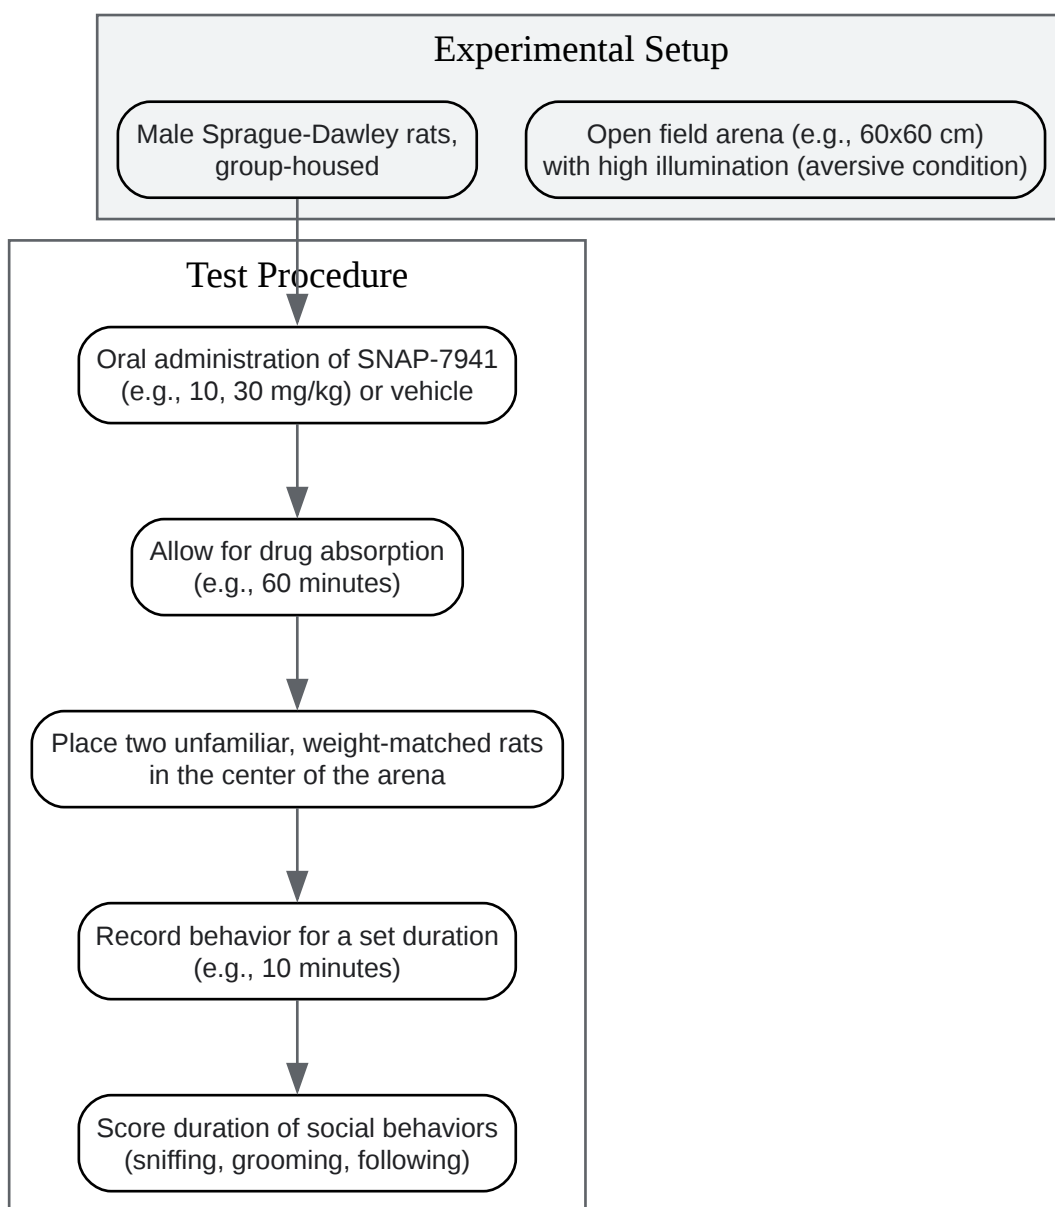 Experimental Setup
Male Sprague-Dawley rats,
group-housed
Open field arena (e.g., 60x60 cm)
with high illumination (aversive condition)
Test Procedure
Oral administration of SNAP-7941
(e.g., 10, 30 mg/kg) or vehicle
Allow for drug absorption
(e.g., 60 minutes)
Place two unfamiliar, weight-matched rats
in the center of the arena
Record behavior for a set duration
(e.g., 10 minutes)
Score duration of social behaviors
(sniffing, grooming, following)